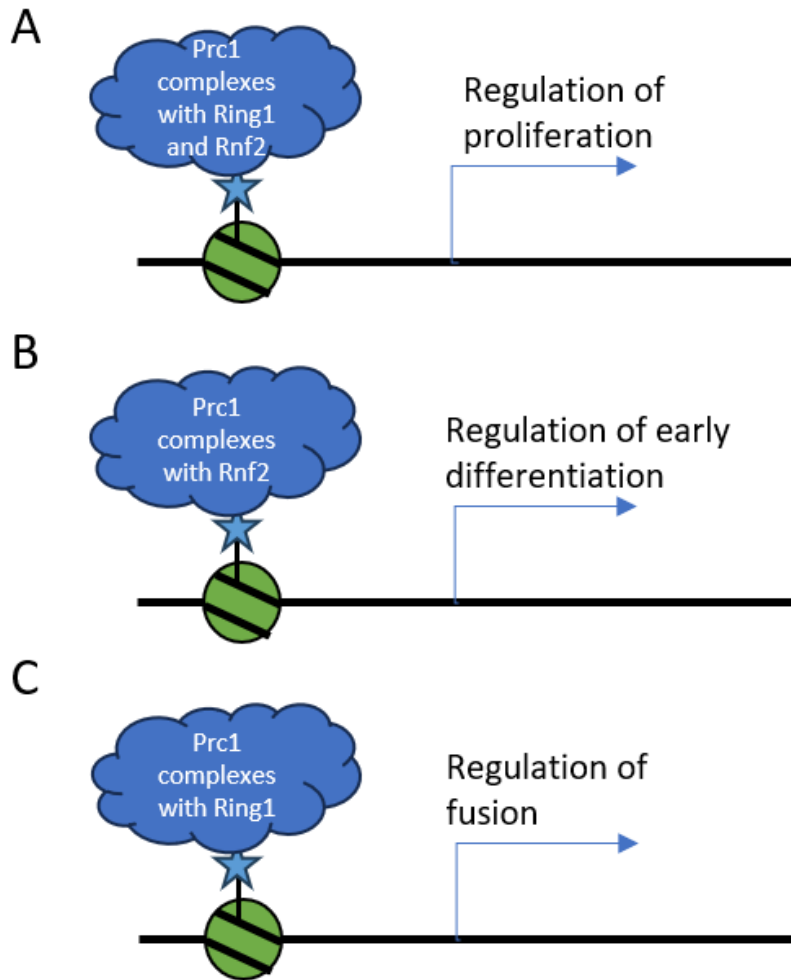 A
Prc1
complexes
with Ring1
and Rnf2
Regulation of
proliferation
B
Prc1
complexes
with Rnf2
Regulation of early
differentiation
C
Prc1
complexes
with Ring1
Regulation of
fusion